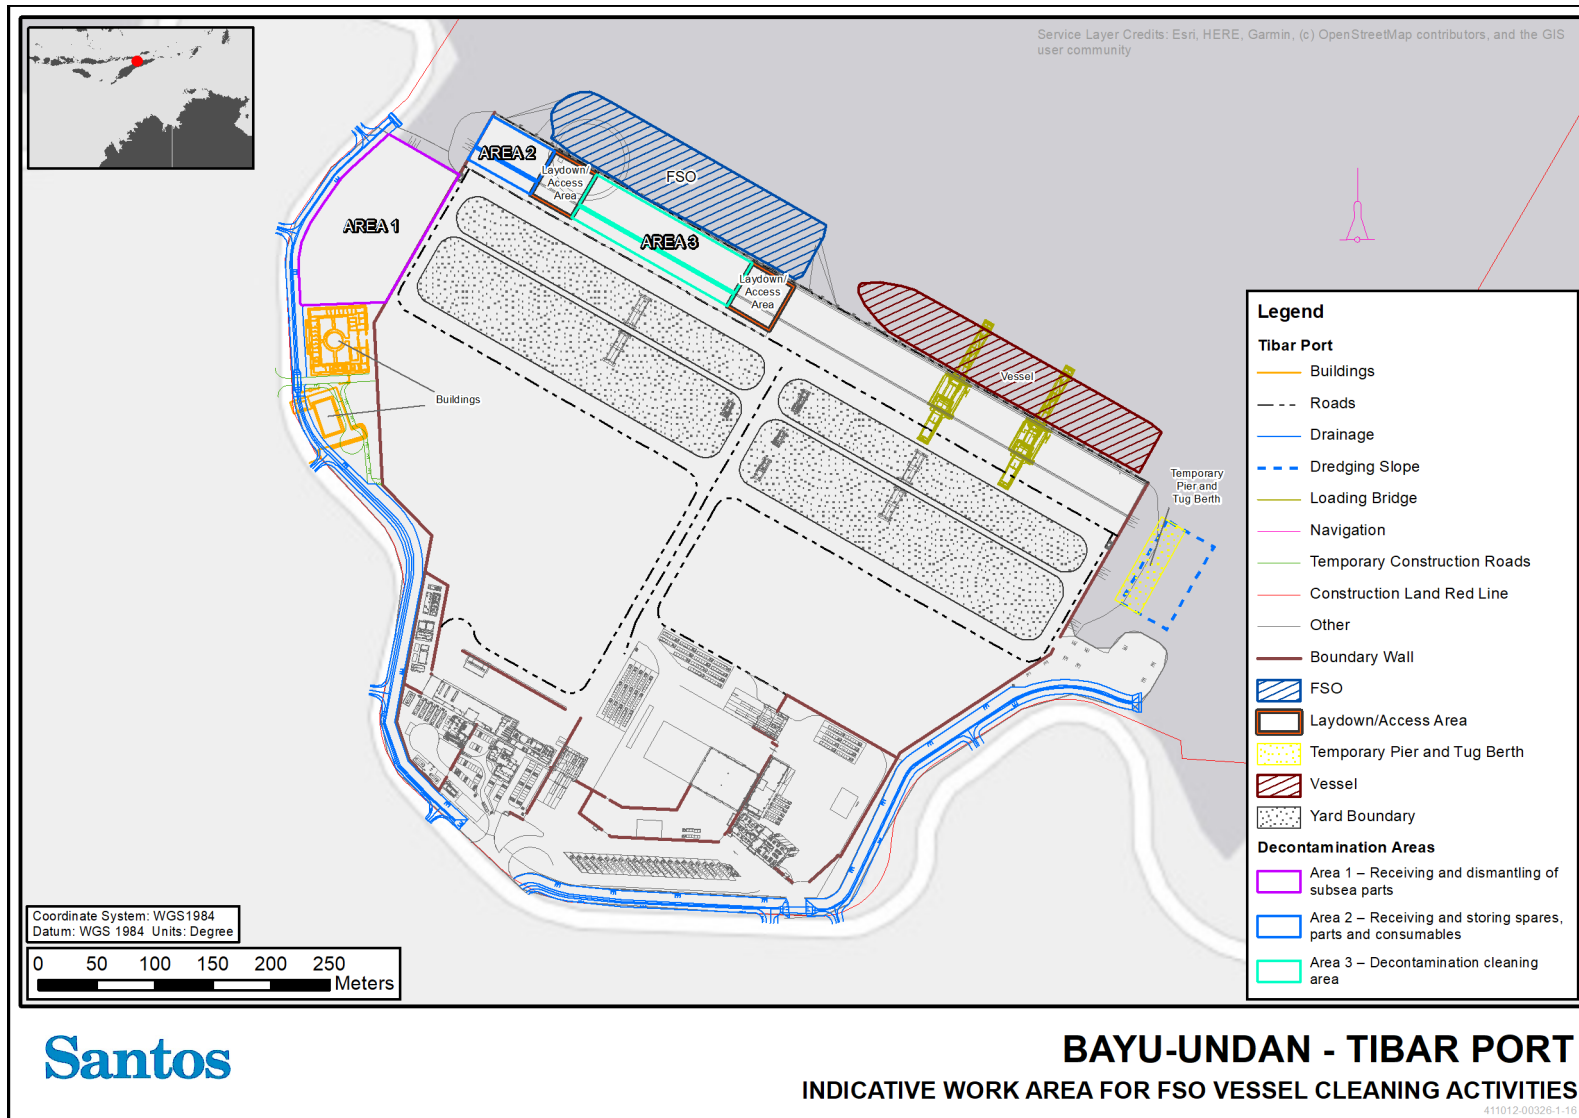 Service Layer Credits: Esri, HERE, Garmin, (c) OpenStreetMap contributors, and the GIS
user community
AREA 2
Laydown/
Access
Area
FSO
AREA 1
AREA 3
Laydown/
Access
Area
Vessel
Buildings
Temporary
Pier and
Tug Berth
Legend
Tibar Port
Buildings
Roads
Drainage
Dredging Slope
Loading Bridge
Navigation
Temporary Construction Roads
Construction Land Red Line
Other
Boundary Wall
FSO
Laydown/Access Area
Temporary Pier and Tug Berth
Vessel
Yard Boundary
Decontamination Areas
Area 1 – Receiving and dismantling of
subsea parts
Area 2 – Receiving and storing spares,
parts and consumables
Area 3 – Decontamination cleaning
area
Coordinate System: WGS1984
Datum: WGS 1984 Units: Degree
0 50 100 150 200 250
Meters
Santos
BAYU-UNDAN - TIBAR PORT
INDICATIVE WORK AREA FOR FSO VESSEL CLEANING ACTIVITIES
411012-00326-1-16